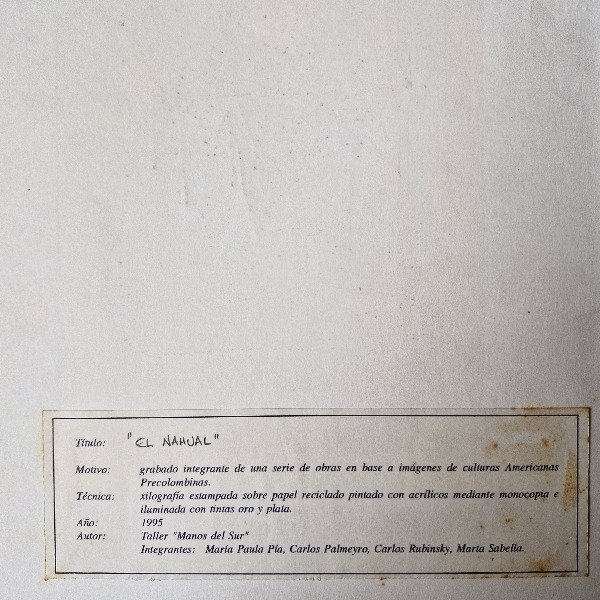 Título: "EL NAHUAL"
Motivo: grabado integrante de una serie de obras en base a imágenes de culturas Americanas
Precolombinas.
Técnica: xilografía estampada sobre papel reciclado pintado con acrílicos mediante monocopia e
iluminada con tintas oro y plata.
Año: 1995
Autor: Taller "Manos del Sur"
Integrantes: María Paula Pía, Carlos Palmeyro, Carlos Rubinsky, Marta Sabella.